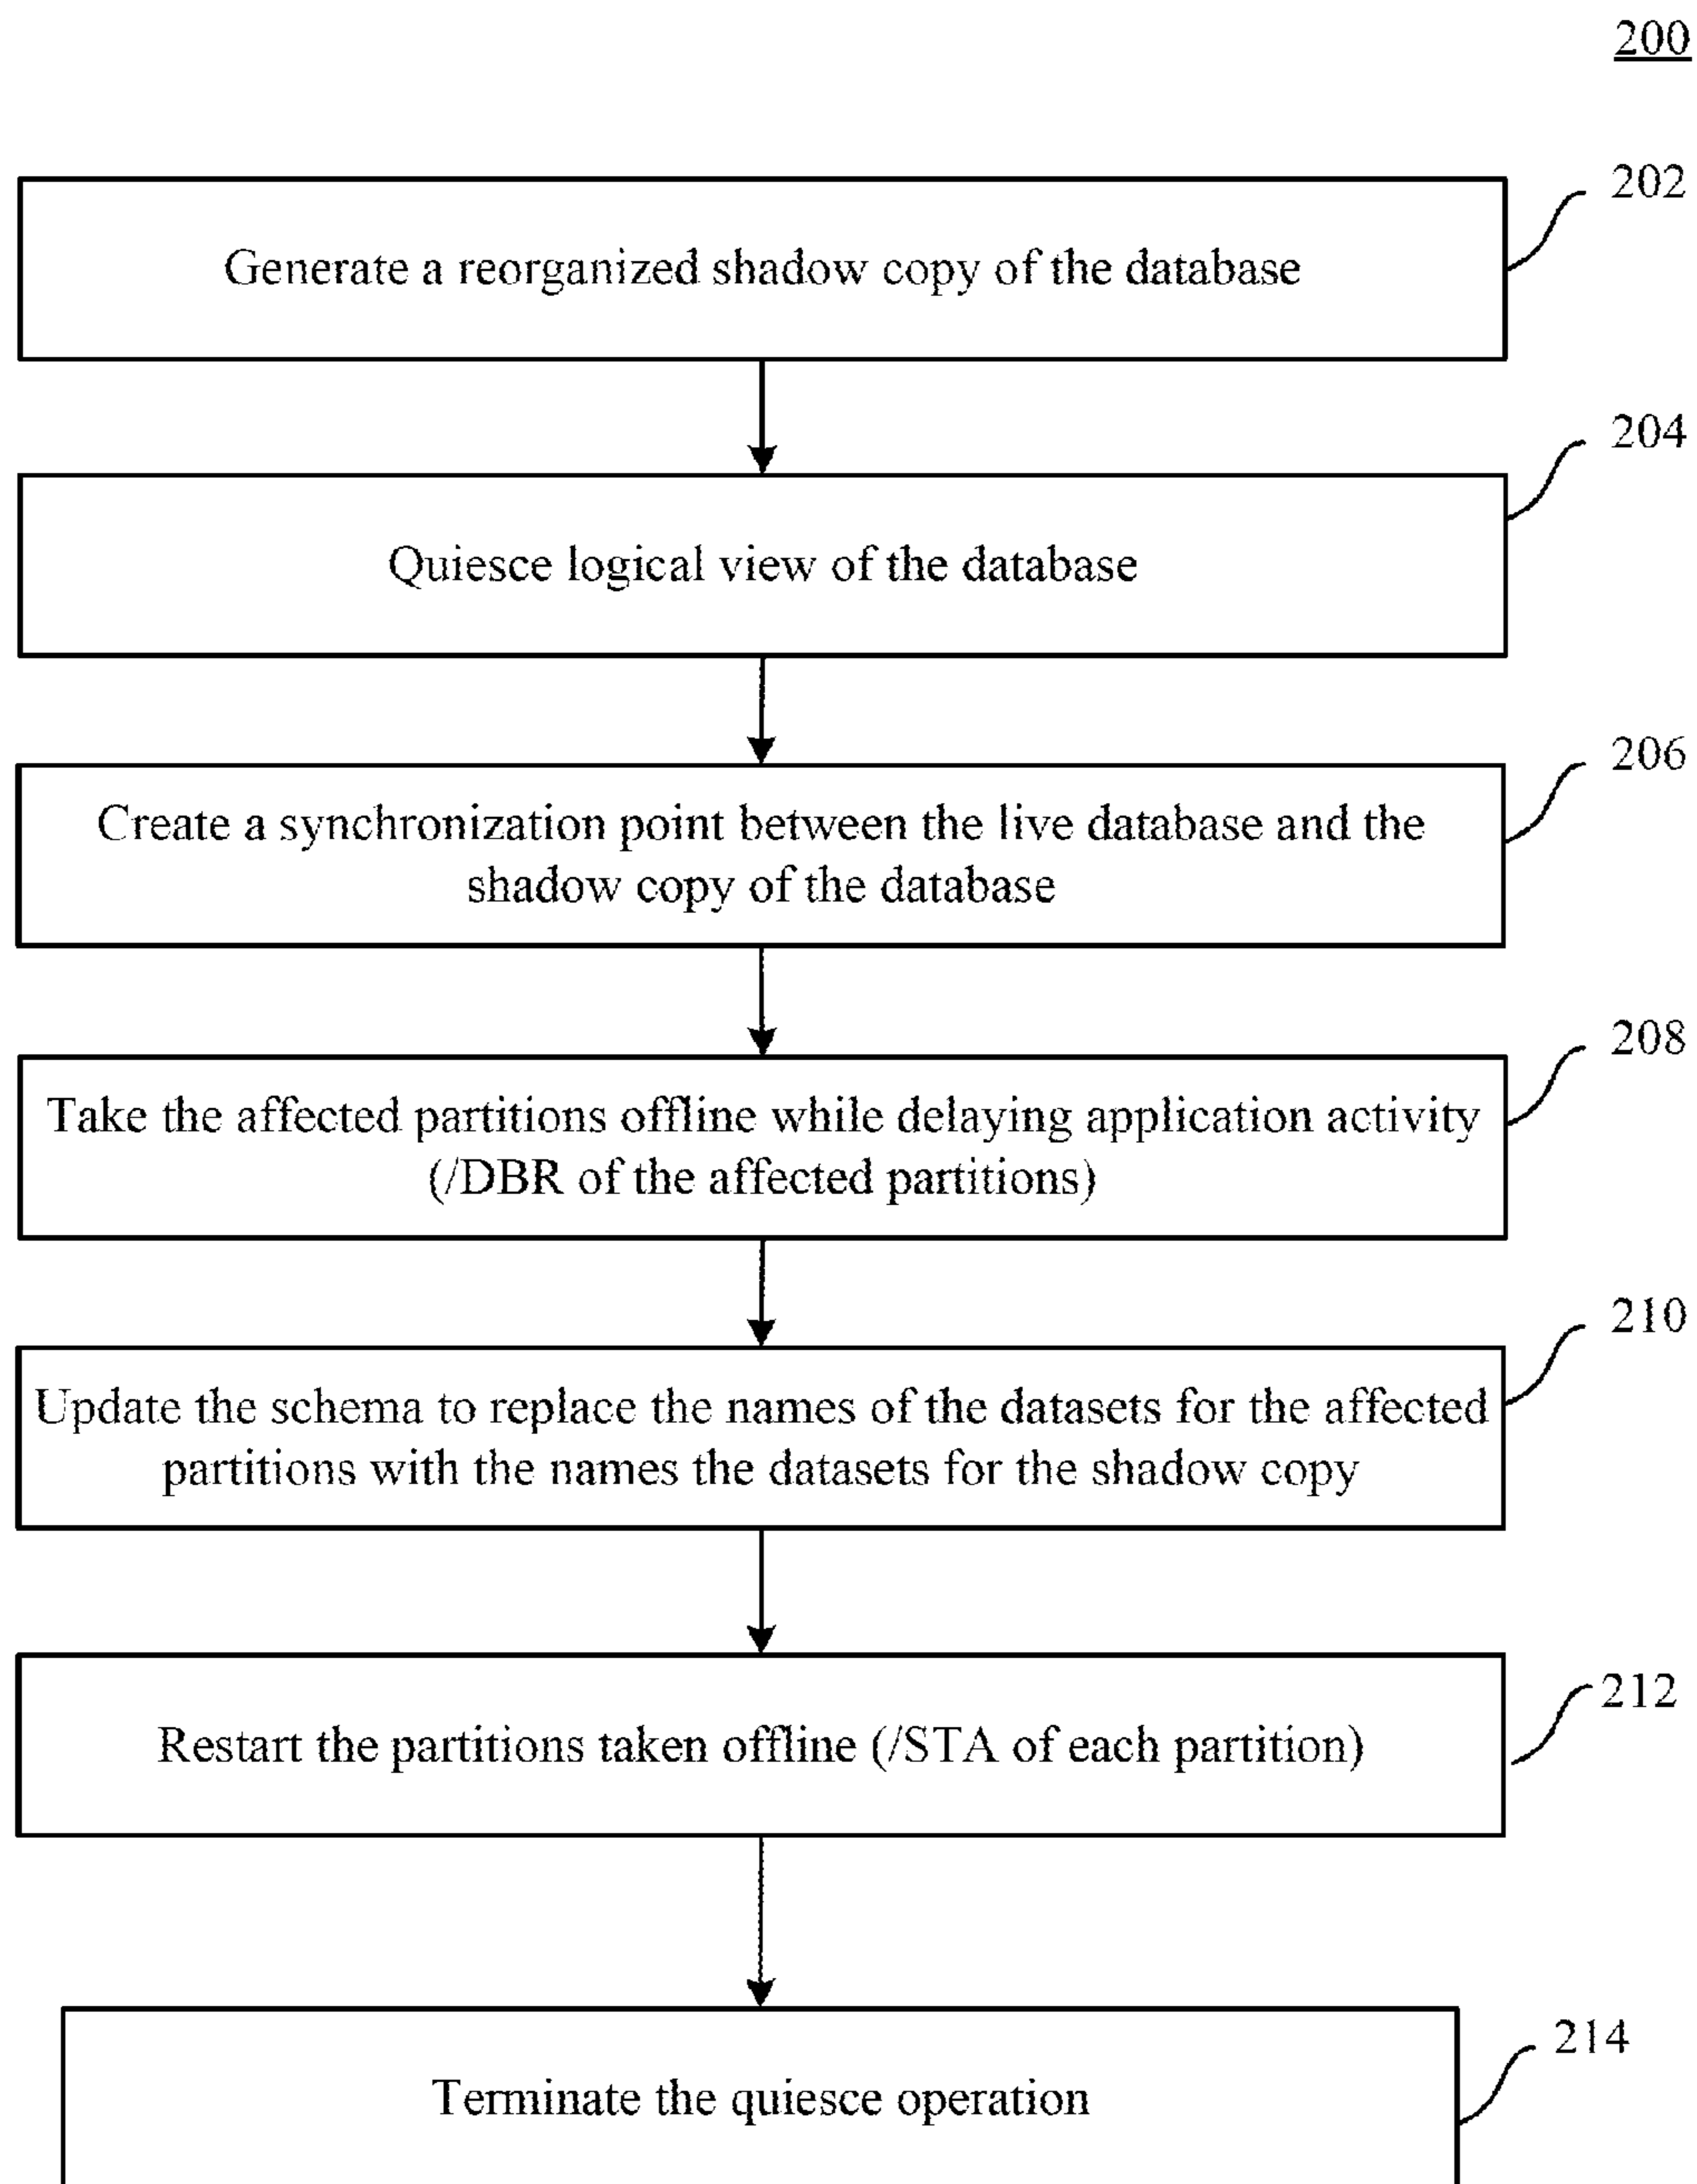 200
202
Generate a reorganized shadow copy of the database
204
Quiesce logical view of the database
206
Create a synchronization point between the live database and the
shadow copy of the database
208
Take the affected partitions offline while delaying application activity
(/DBR of the affected partitions)
210
Update the schema to replace the names of the datasets for the affected
partitions with the names the datasets for the shadow copy
212
Restart the partitions taken offline (/STA of each partition)
214
Terminate the quiesce operation